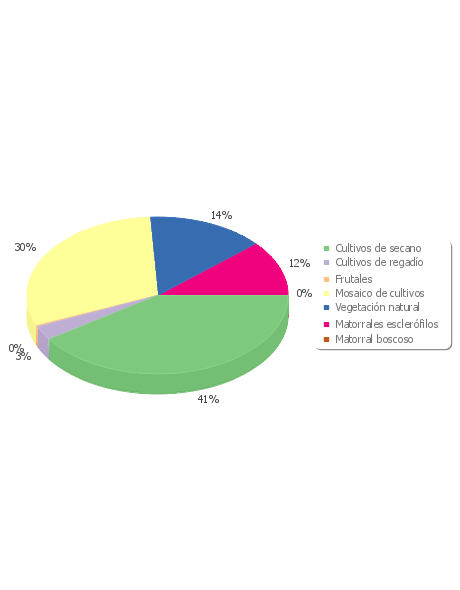 14%
30%
12%
0%
0%
3%
41%
Cultivos de secano
Cultivos de regadío
Frutales
Mosaico de cultivos
Vegetación natural
Matorrales esclerófilos
Matorral boscoso